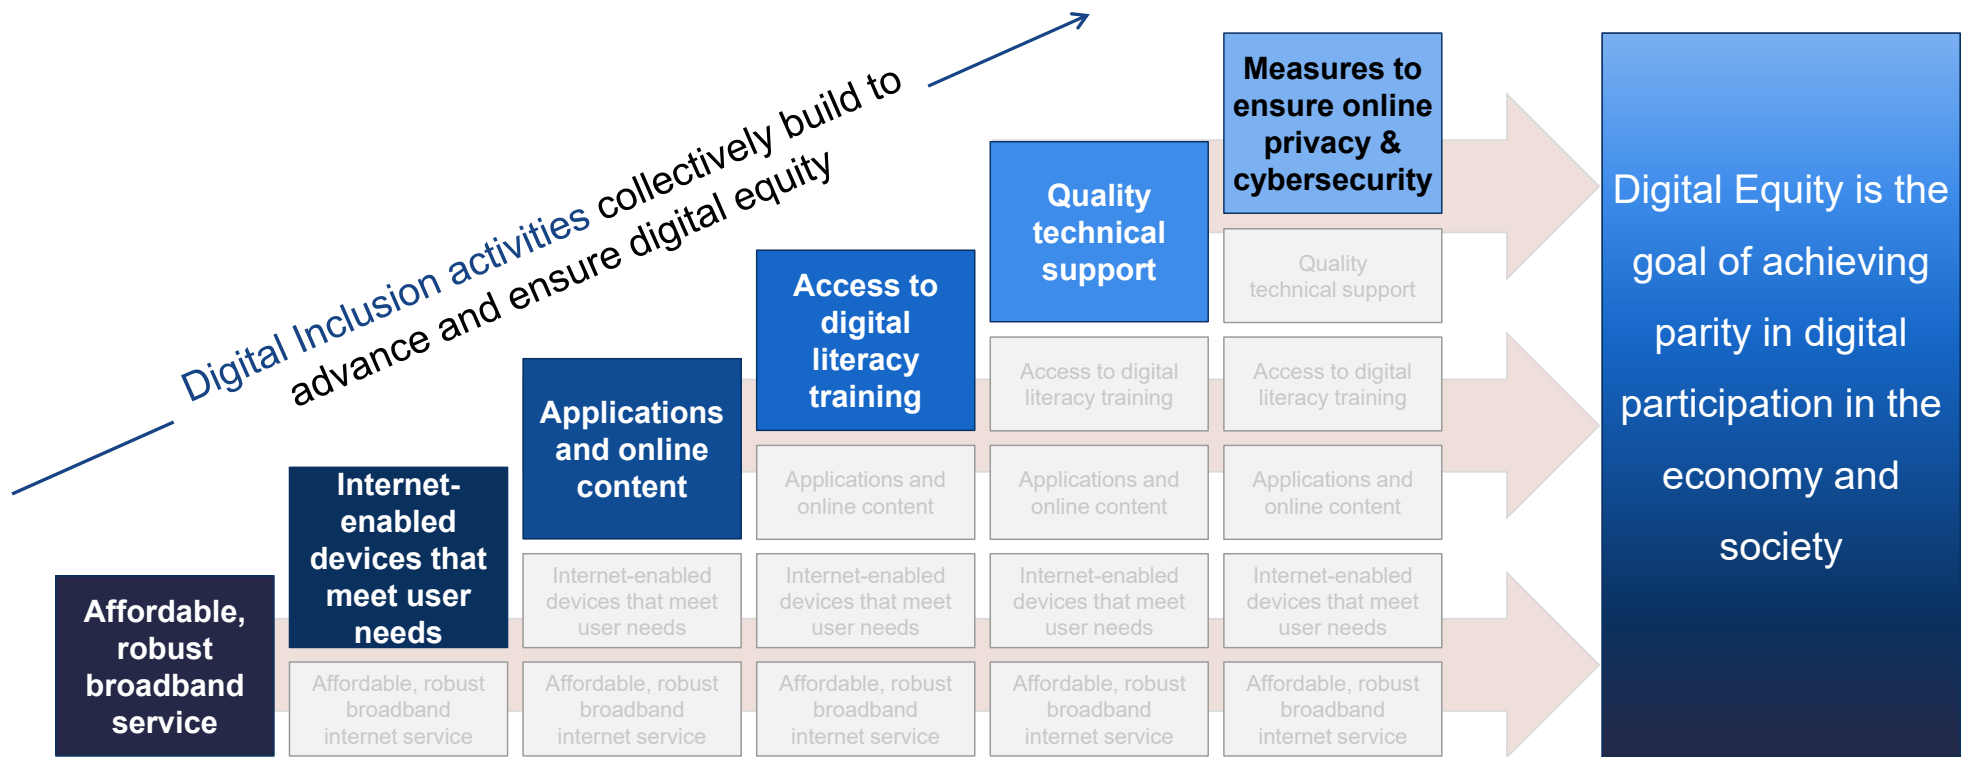 Digital Inclusion activities collectively build to
advance and ensure digital equity
Affordable,
robust
broadband
service
Internet-
enabled
devices that
meet user
needs
Affordable, robust
broadband
internet service
Applications
and online
content
Internet-enabled
devices that meet
user needs
Affordable, robust
broadband
internet service
Access to
digital
literacy
training
Applications and
online content
Internet-enabled
devices that meet
user needs
Affordable, robust
broadband
internet service
Quality
technical
support
Access to digital
literacy training
Applications and
online content
Internet-enabled
devices that meet
user needs
Affordable, robust
broadband
internet service
Measures to
ensure online
privacy &
cybersecurity
Quality
technical support
Access to digital
literacy training
Applications and
online content
Internet-enabled
devices that meet
user needs
Affordable, robust
broadband
internet service
Digital Equity is the
goal of achieving
parity in digital
participation in the
economy and
society